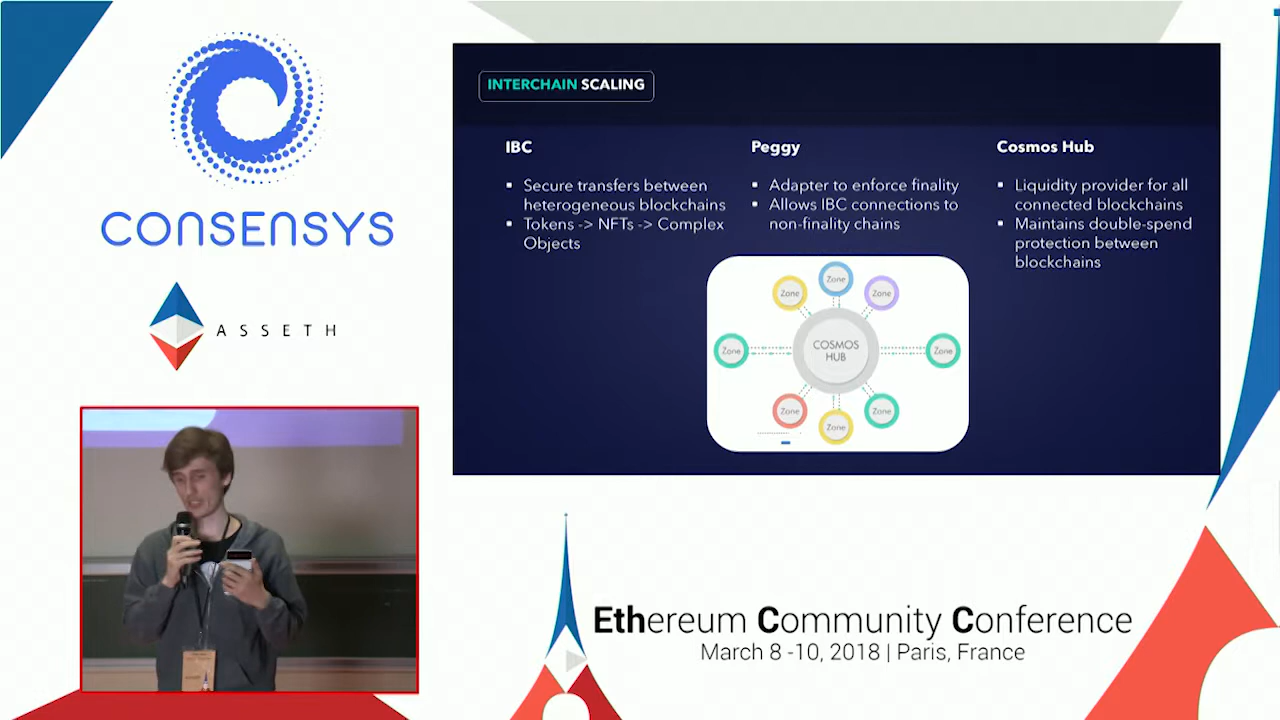 CONSENSYS
ASSETH
INTERCHAIN SCALING
IBC
▪ Secure transfers between
heterogeneous blockchains
▪ Tokens -> NFTs -> Complex
Objects
Peggy
▪ Adapter to enforce finality
▪ Allows IBC connections to
non-finality chains
Cosmos Hub
▪ Liquidity provider for all
connected blockchains
▪ Maintains double-spend
protection between
blockchains
Zone
Zone
Zone
Zone
COSMOS
HUB
Zone
Zone
Zone
Zone
Ethereum Community Conference
March 8 -10, 2018 | Paris, France